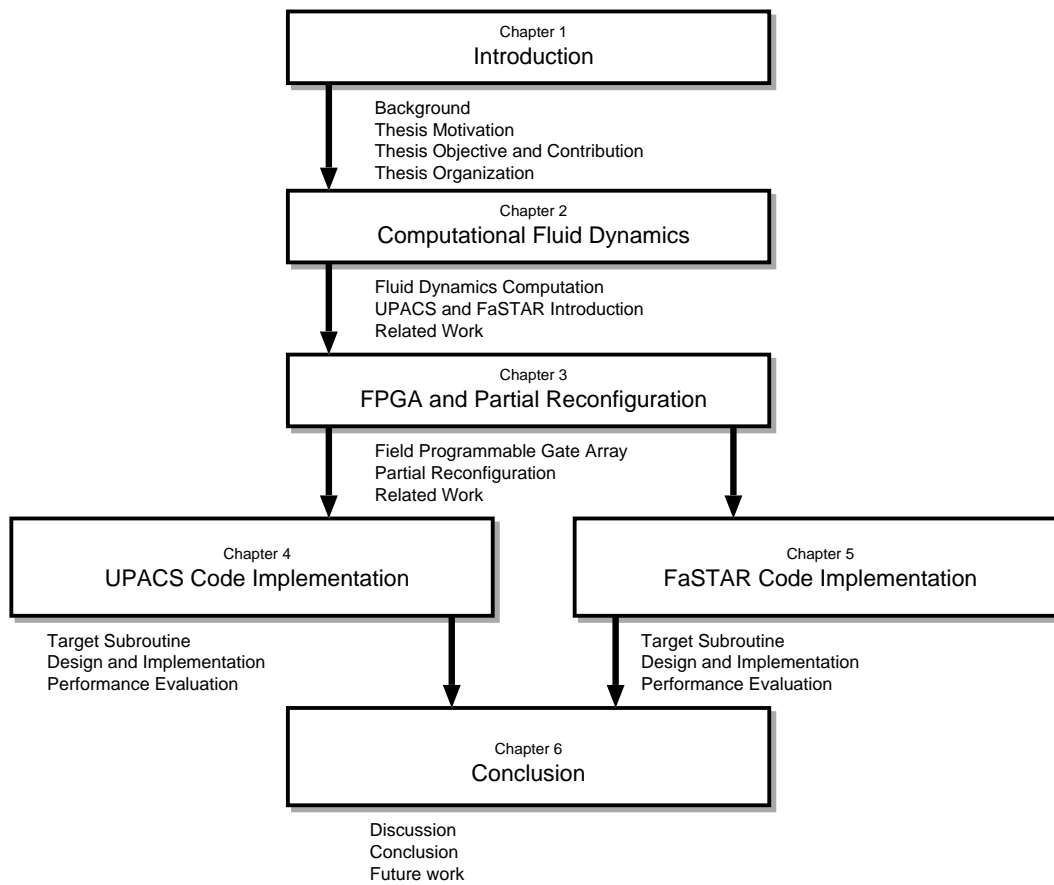 Chapter 1
Introduction
Background
Thesis Motivation
Thesis Objective and Contribution
Thesis Organization
Chapter 2
Computational Fluid Dynamics
Fluid Dynamics Computation
UPACS and FaSTAR Introduction
Related Work
Chapter 3
FPGA and Partial Reconfiguration
Field Programmable Gate Array
Partial Reconfiguration
Related Work
Chapter 4
UPACS Code Implementation
Target Subroutine
Design and Implementation
Performance Evaluation
Chapter 5
FaSTAR Code Implementation
Target Subroutine
Design and Implementation
Performance Evaluation
Chapter 6
Conclusion
Discussion
Conclusion
Future work